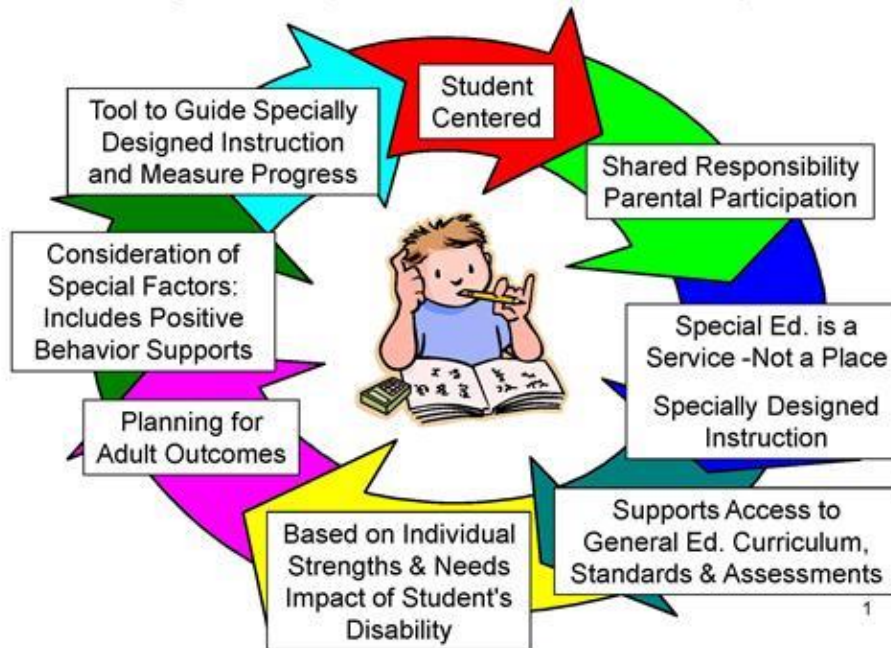 Student
Centered
Shared Responsibility
Parental Participation
Special Ed. is a
Service -Not a Place
Specially Designed
Instruction
Supports Access to
General Ed. Curriculum,
Standards & Assessments
Based on Individual
Strengths & Needs
Impact of Student's
Disability
Planning for
Adult Outcomes
Consideration of
Special Factors:
Includes Positive
Behavior Supports
Tool to Guide Specially
Designed Instruction
and Measure Progress
1